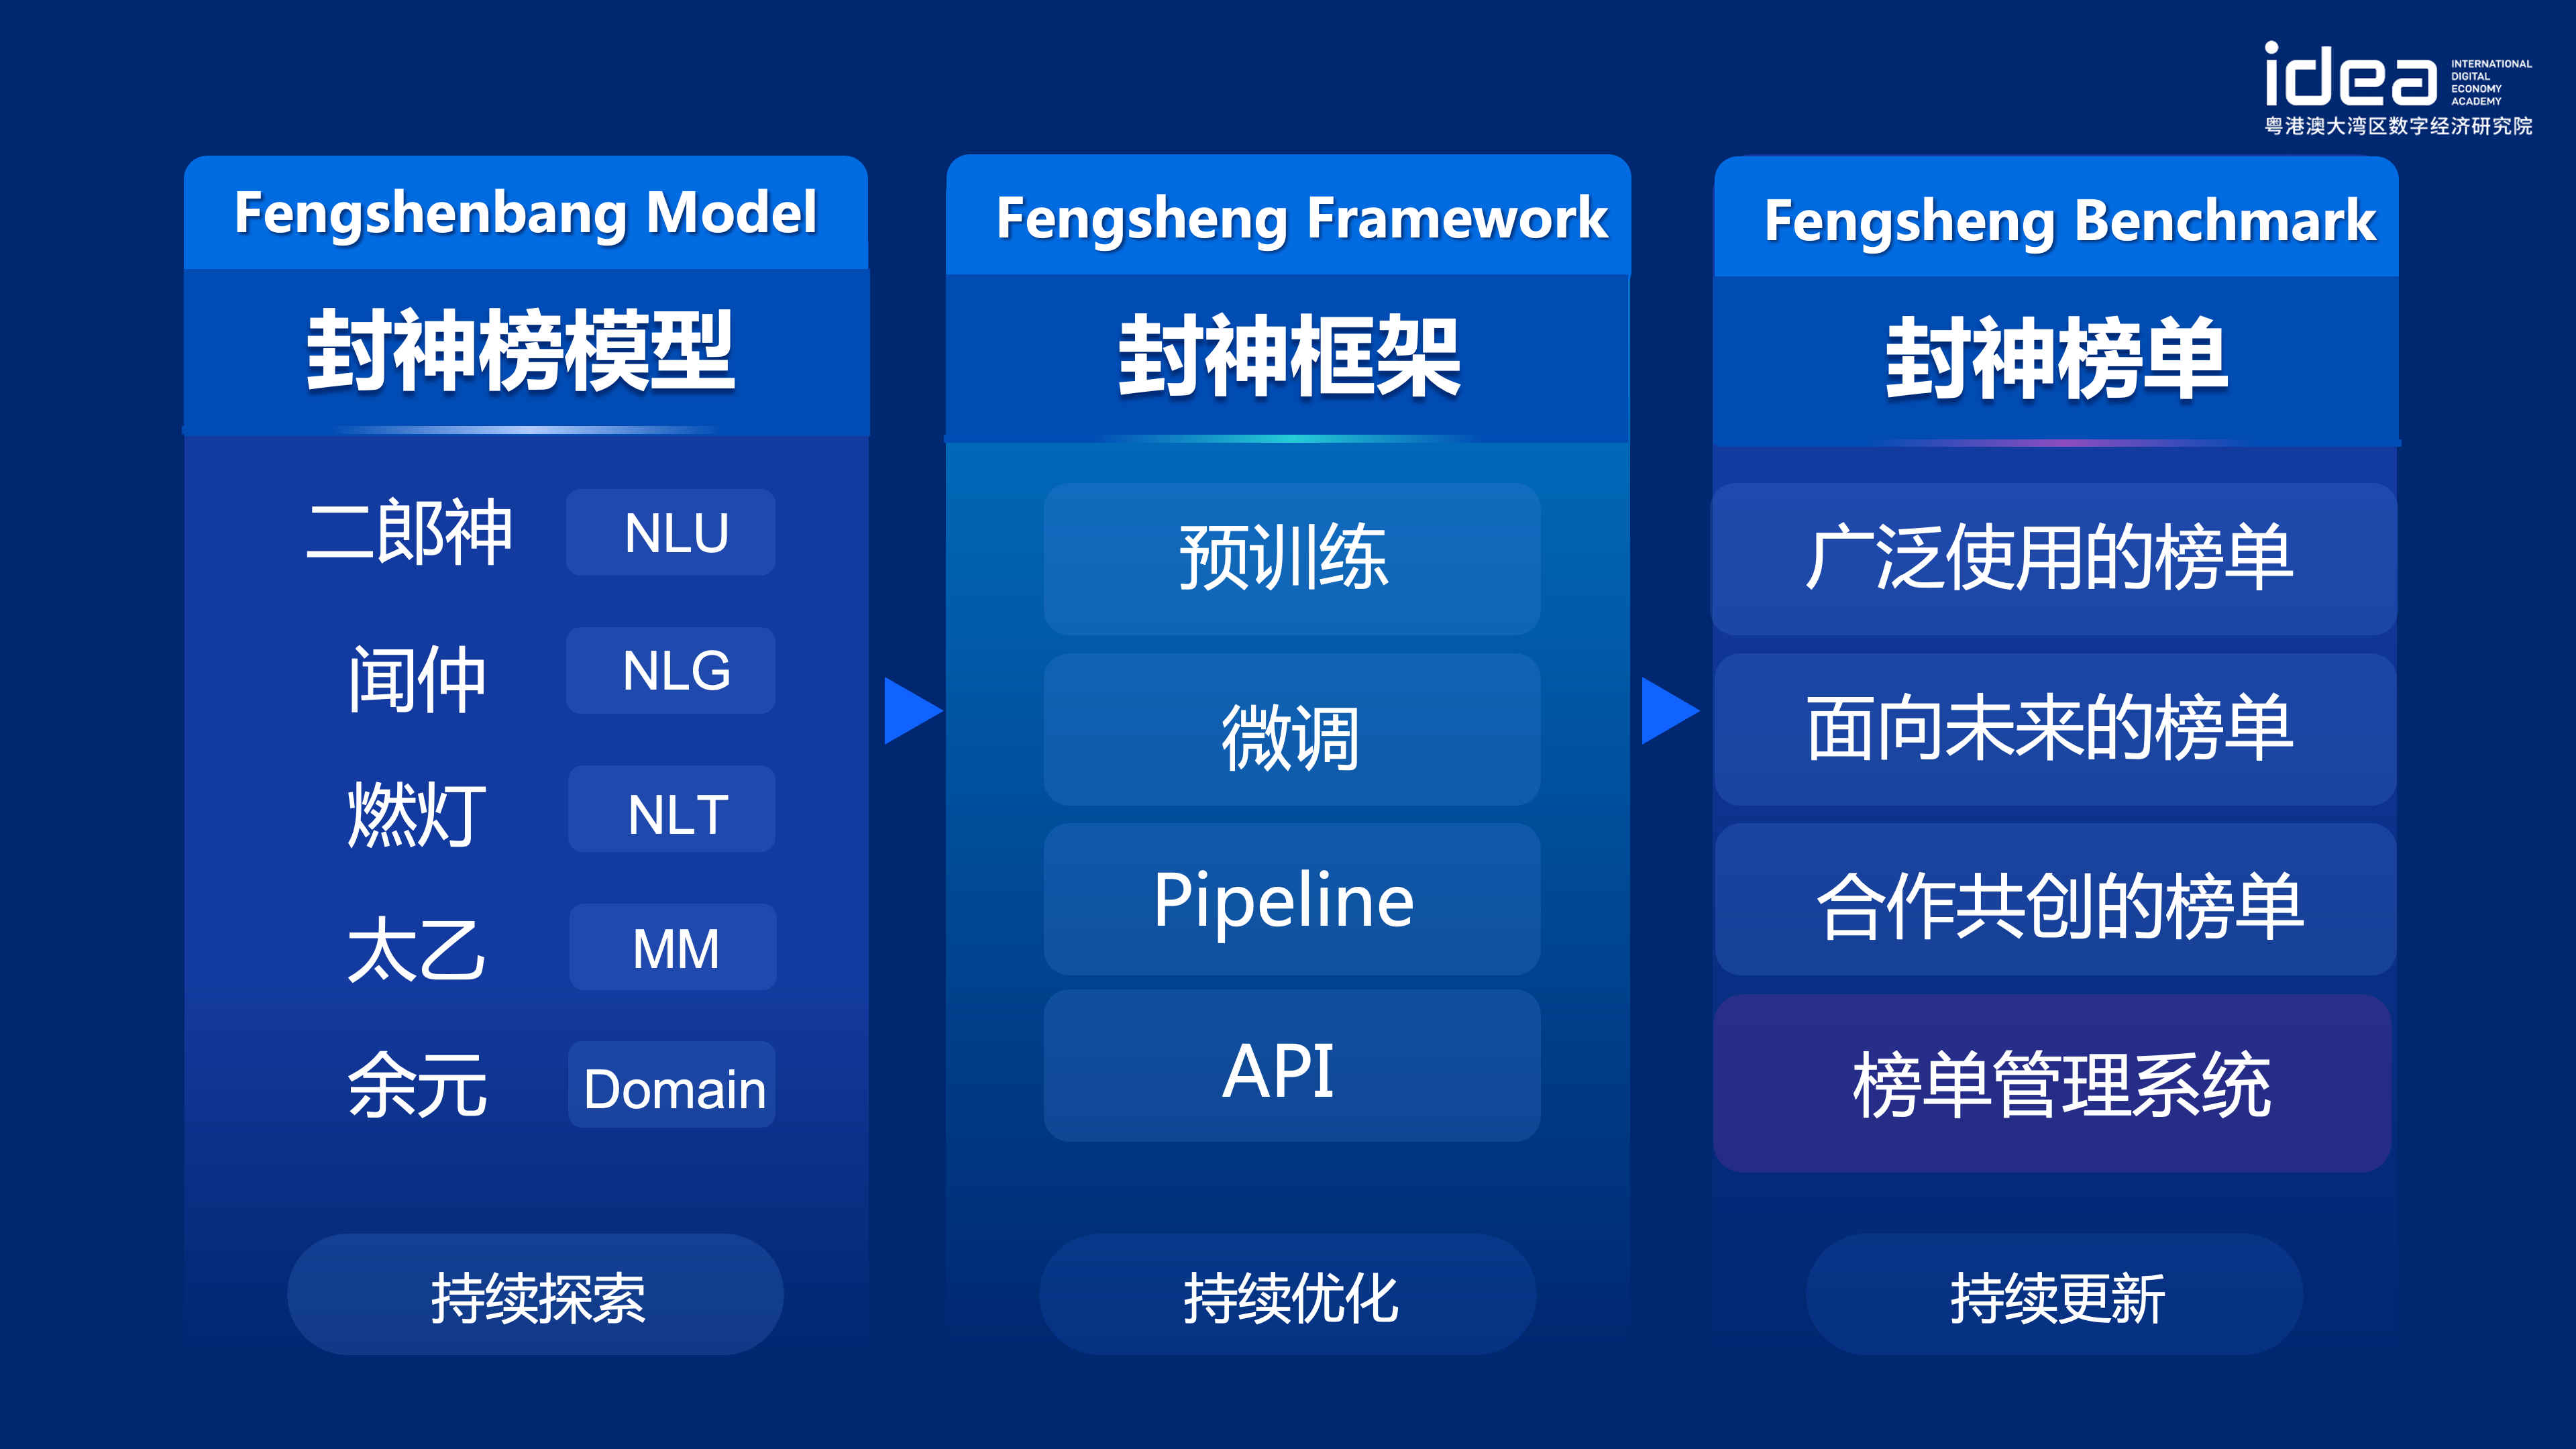 idea
INTERNATIONAL
DIGITAL
ECONOMY
ACADEMY
粤港澳大湾区数字经济研究院
Fengshenbang Model
封神榜模型
二郎神 NLU
闻仲 NLG
燃灯 NLT
太乙 MM
余元 Domain
持续探索
Fengsheng Framework
封神框架
预训练
微调
Pipeline
API
持续优化
Fengsheng Benchmark
封神榜单
广泛使用的榜单
面向未来的榜单
合作共创的榜单
榜单管理系统
持续更新